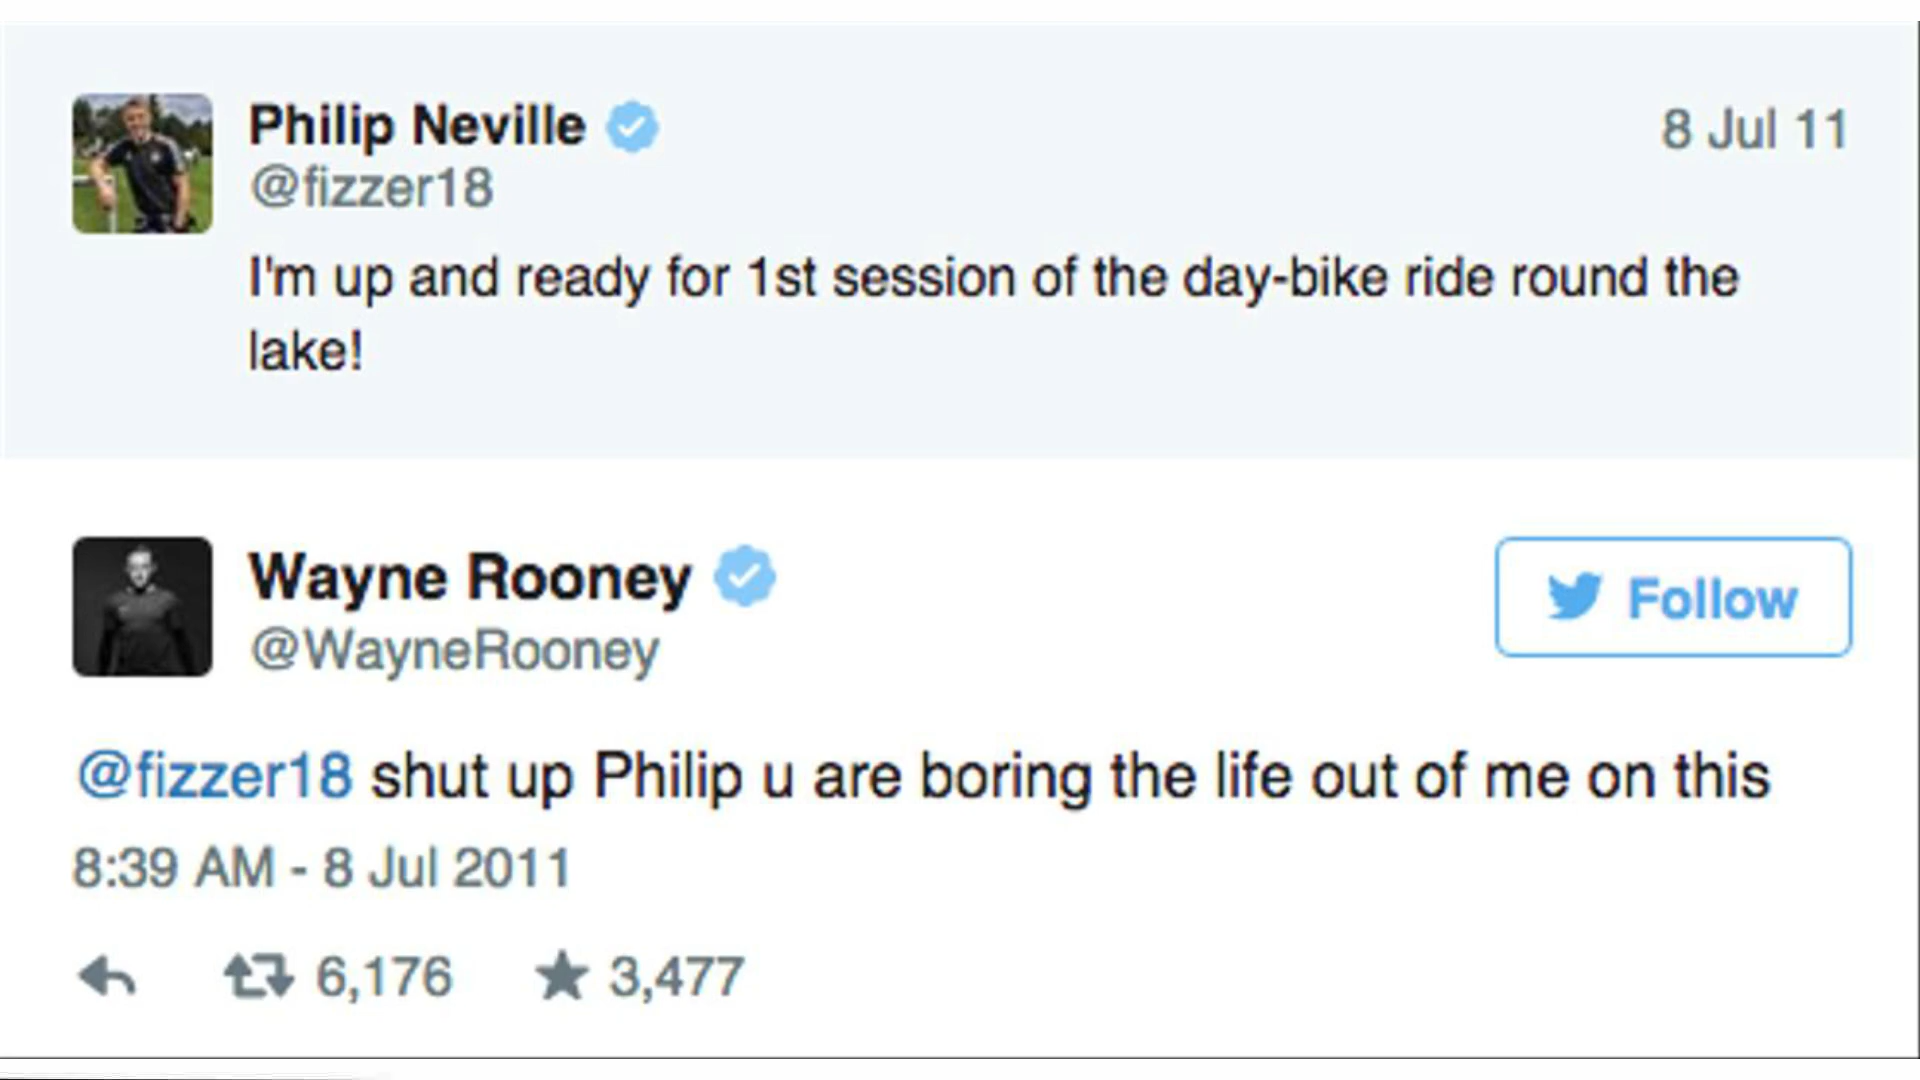 Philip Neville
8 Jul 11
@fizzer18
I'm up and ready for 1st session of the day-bike ride round the
lake!
Wayne Rooney
Follow
@WayneRooney
@fizzer18 shut up Philip u are boring the life out of me on this
8:39 AM - 8 Jul 2011
6,176 3,477